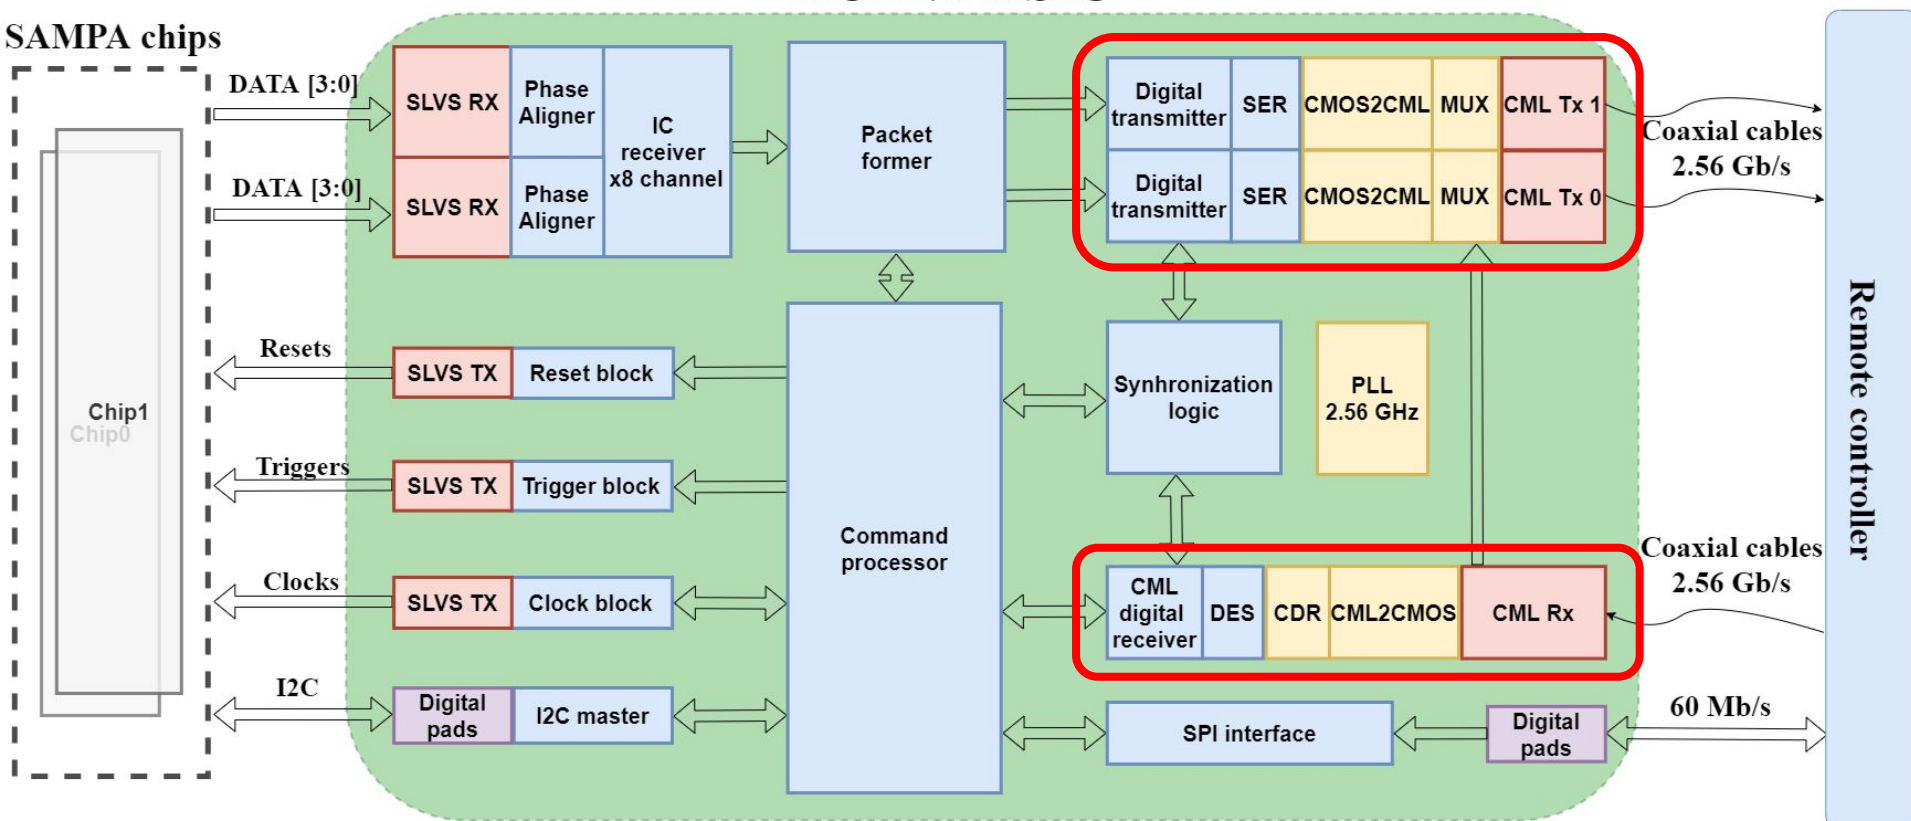 SAMPA chips
DATA [3:0]
DATA [3:0]
Resets
Triggers
Clocks
I2C
Chip1
Chip0
SLVS RX
Phase
Aligner
SLVS RX
Phase
Aligner
IC
receiver
x8 channel
Packet
former
Digital
transmitter
SER
CMOS2CML
MUX
CML Tx 1
Digital
transmitter
SER
CMOS2CML
MUX
CML Tx 0
Coaxial cables
2.56 Gb/s
SLVS TX
Reset block
SLVS TX
Trigger block
SLVS TX
Clock block
Digital
pads
I2C master
Command
processor
Synhronization
logic
PLL
2.56 GHz
CML
digital
receiver
DES
CDR
CML2CMOS
CML Rx
Coaxial cables
2.56 Gb/s
SPI interface
Digital
pads
60 Mb/s
Remote controller